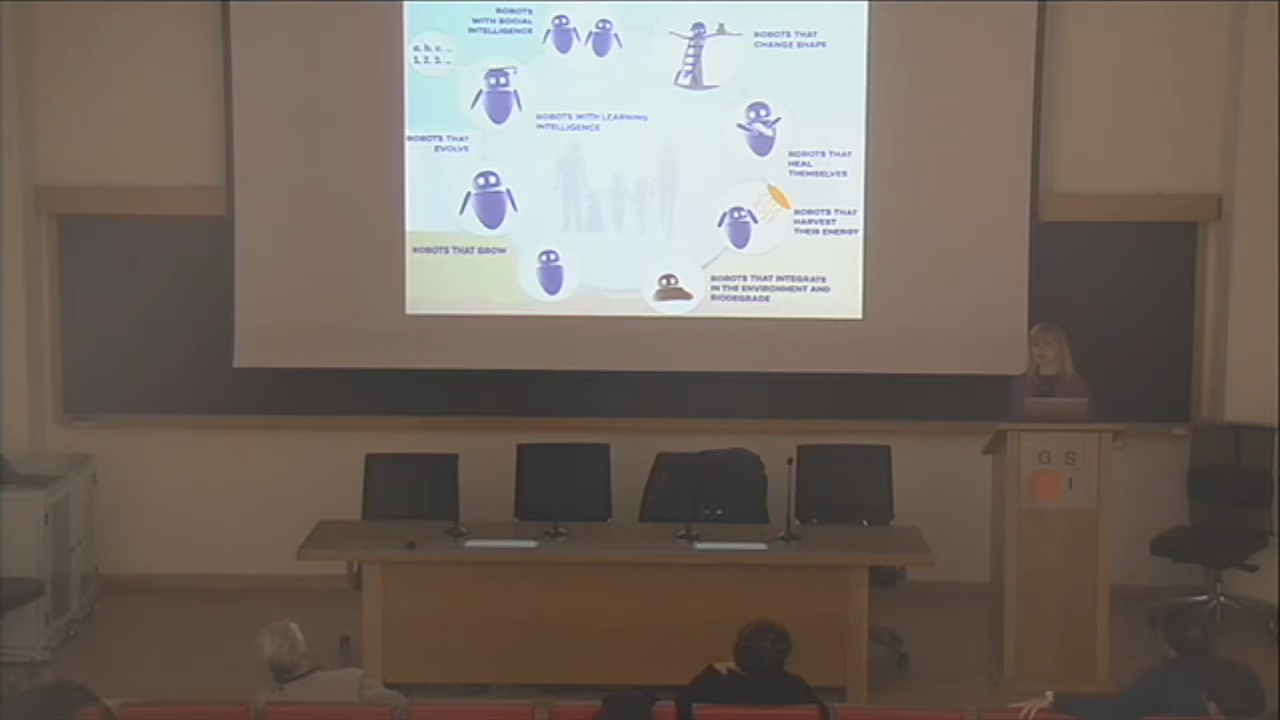 ROBOTS
WITH SOCIAL
INTELLIGENCE
ROBOTS THAT
CHANGE SHAPE
a, b, c, ..
1, 2, 3, ..
ROBOTS WITH LEARNING
INTELLIGENCE
ROBOTS THAT
EVOLVE
ROBOTS THAT
HEAL
THEMSELVES
ROBOTS THAT
HARVEST
THEIR ENERGY
ROBOTS THAT GROW
ROBOTS THAT INTEGRATE
IN THE ENVIRONMENT AND
BIODEGRADE
G S
I